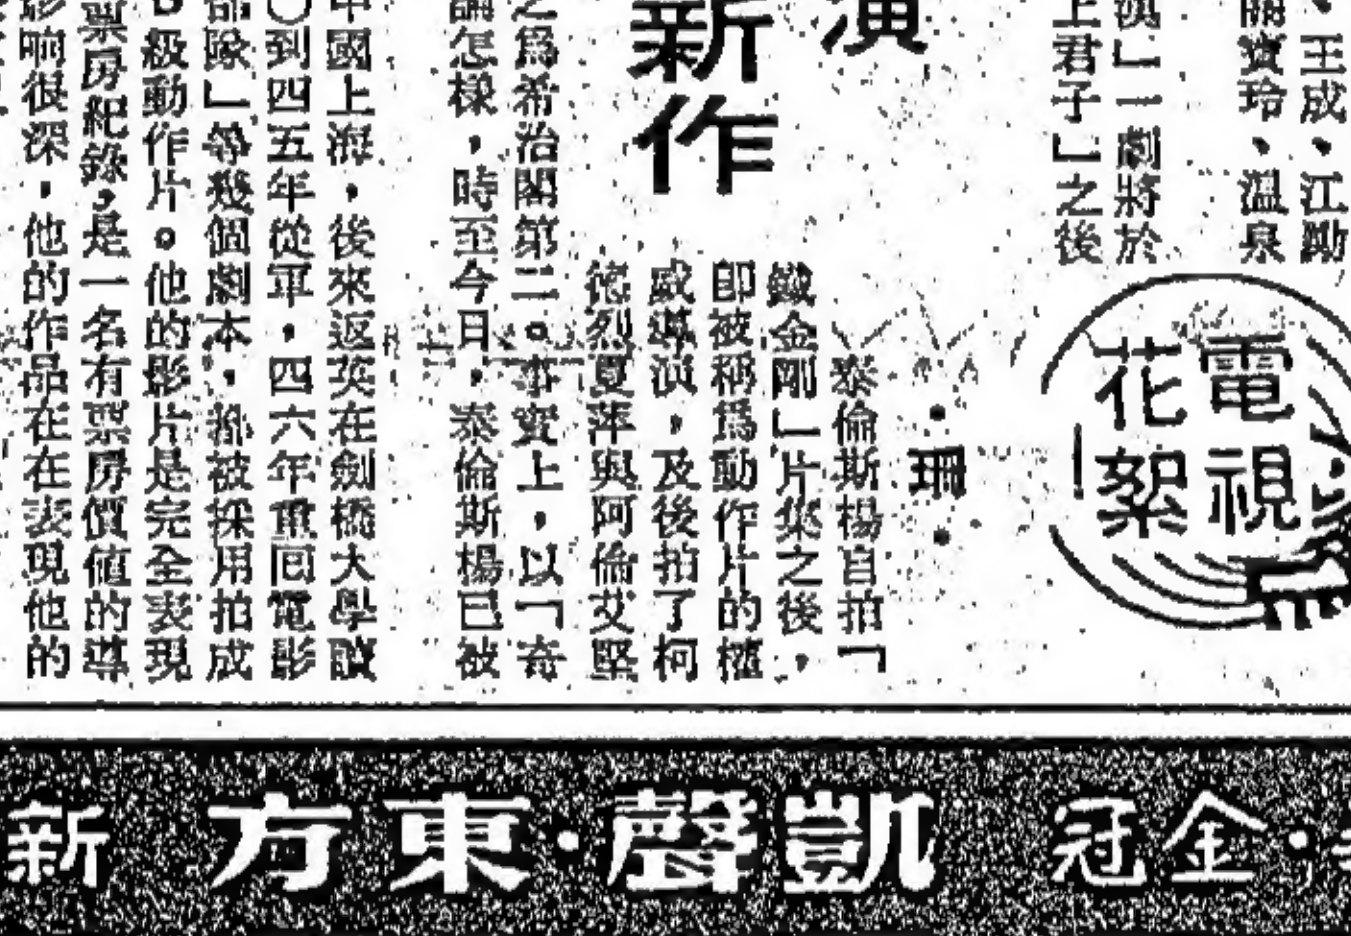 、王成、江勛
關寶玲、溫泉
漢」一劇將於
上君子」之後
電視
花絮
演
新作
・珊・
泰倫斯楊自拍「
鐵金剛」片集之後，
即被稱爲動作片的權
威導演，及後拍了柯
德烈夏萍與阿倫艾堅
之爲希治閣第二。事實上，以「奇
論怎樣，時至今日，泰倫斯楊已被
中國上海，後來返英在劍橋大學讀
〇到四五年從軍，四六年重回電影
部隊」等幾個劇本，都被採用拍成
B級動作片。他的影片是完全表現
票房紀錄，是一名有票房價值的導
影响很深，他的作品在在表現他的
金冠
凱聲・東方
新